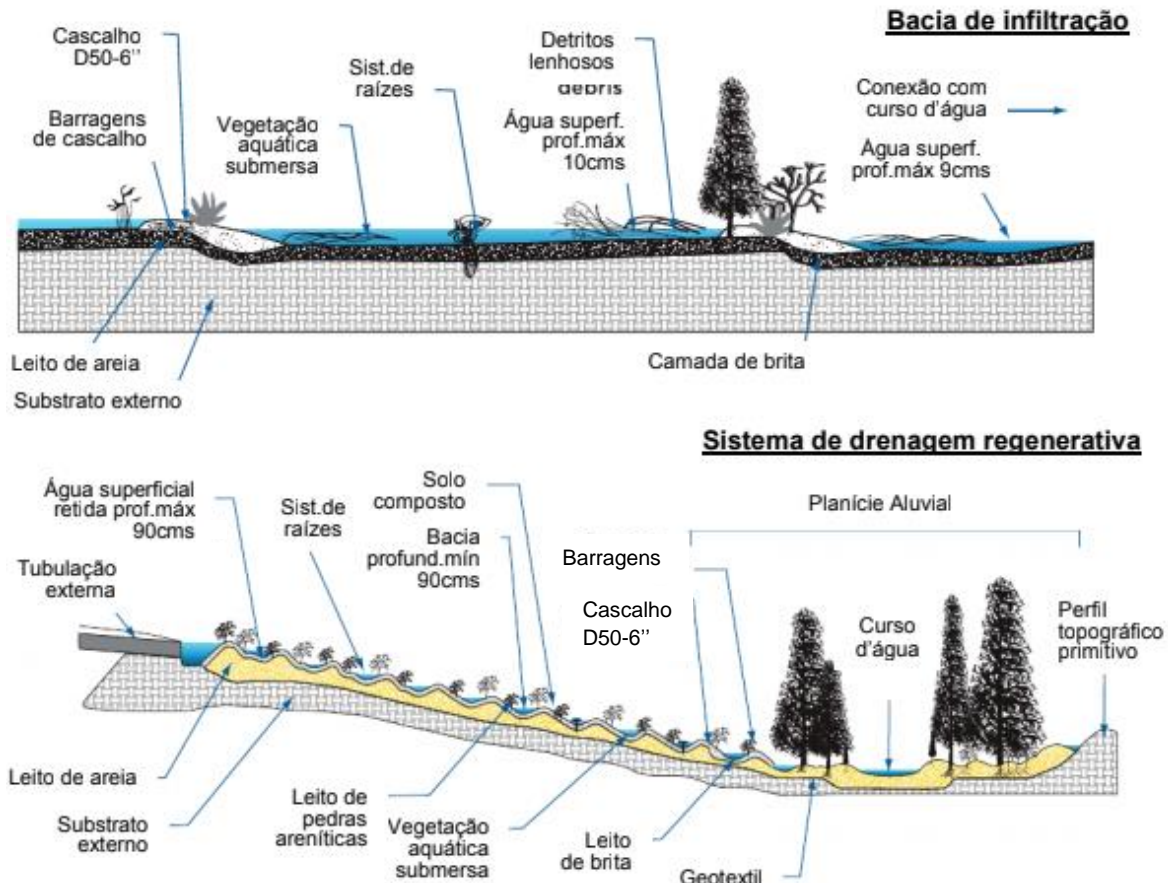 Bacia de infiltração
Cascalho
D50-6''
Barragens
de cascalho
Vegetação
aquática
submersa
Sist.de
raízes
Detritos
lenhosos
debris
Água superf.
prof.máx
10cms
Conexão com
curso d'água
Água superf.
prof.máx 9cms
Leito de areia
Substrato externo
Camada de brita
Sistema de drenagem regenerativa
Água superficial
retida prof.máx
90cms
Tubulação
externa
Sist.de
raízes
Solo
composto
Bacia
profund.mín
90cms
Planície Aluvial
Barragens
Cascalho
D50-6''
Curso
d'água
Perfil
topográfico
primitivo
Leito de areia
Substrato
externo
Leito de
pedras
areníticas
Vegetação
aquática
submersa
Leito
de brita
Geotextil